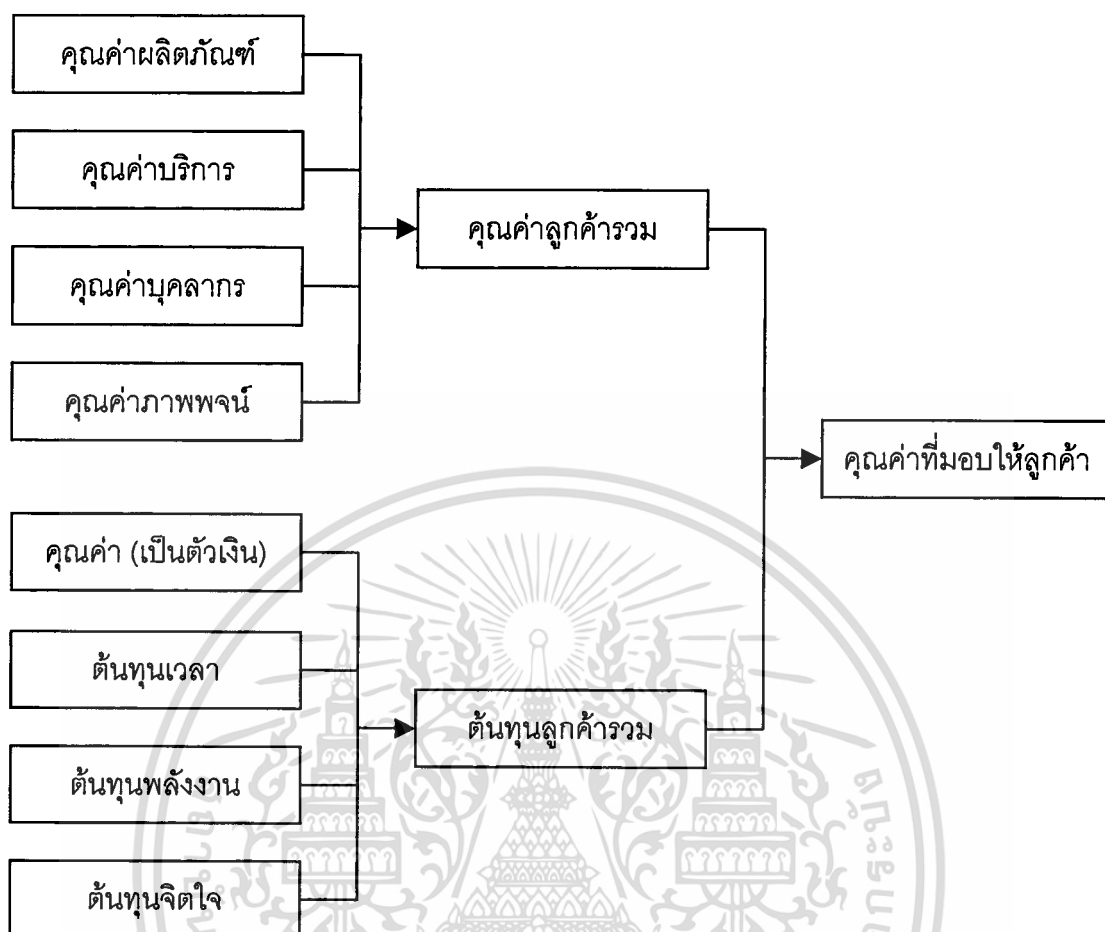 คุณค่าผลิตภัณฑ์
คุณค่าบริการ
คุณค่าบุคลากร
คุณค่าภาพพจน์
คุณค่าลูกค้ารวม
คุณค่าที่มอบให้ลูกค้า
คุณค่า (เป็นตัวเงิน)
ต้นทุนเวลา
ต้นทุนพลังงาน
ต้นทุนจิตใจ
ต้นทุนลูกค้ารวม